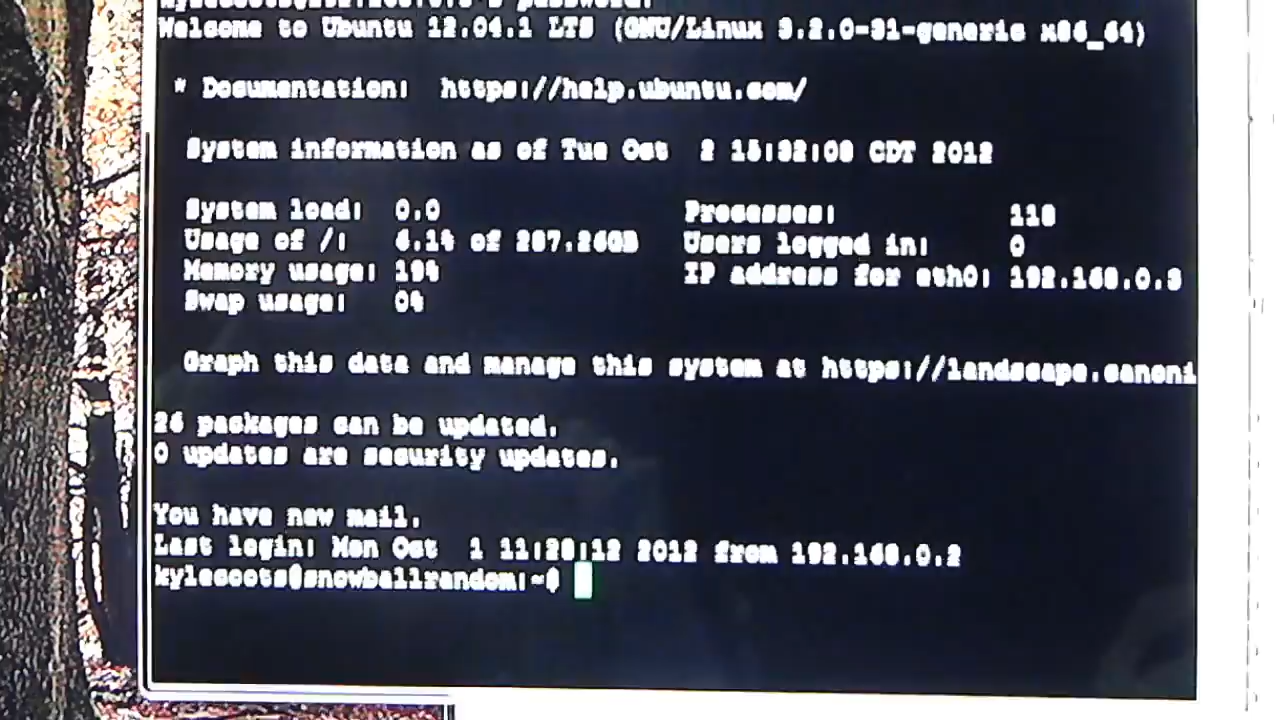 password:
Welcome to Ubuntu 12.04.1 LTS (GNU/Linux 3.2.0-31-generic x86_64)
* Documentation: https://help.ubuntu.com/
System information as of Tue Oct 2 15:32:08 CDT 2012
System load: 0.0 Processes: 118
Usage of /: 6.1% of 287.26GB Users logged in: 0
Memory usage: 19% IP address for eth0: 192.168.0.3
Swap usage: 0%
Graph this data and manage this system at https://landscape.canoni
26 packages can be updated.
0 updates are security updates.
You have new mail.
Last login: Mon Oct 1 11:28:12 2012 from 192.168.0.2
kylescots@snowballrandom:~$